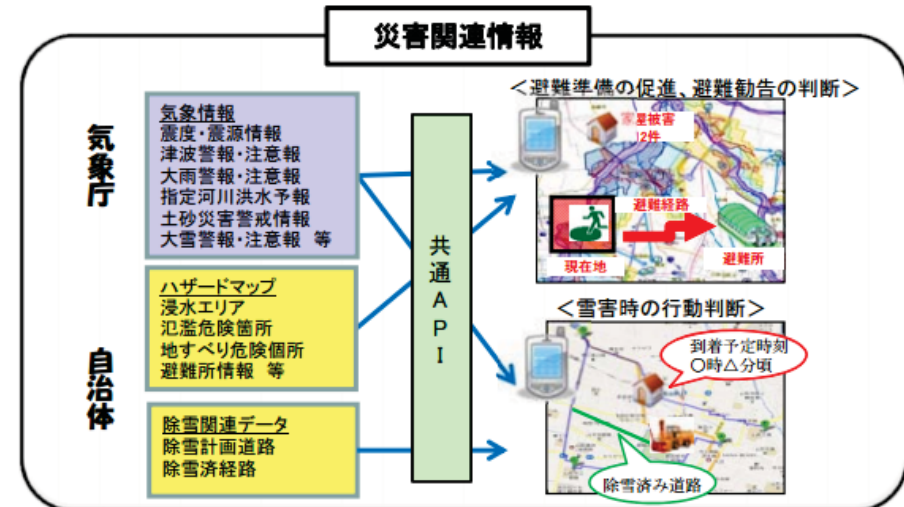 災害関連情報
気象庁
気象情報
震度・震源情報
津波警報・注意報
大雨警報・注意報
指定河川洪水予報
土砂災害警戒情報
大雪警報・注意報 等
自治体
ハザードマップ
浸水エリア
氾濫危険箇所
地すべり危険個所
避難所情報 等
除雪関連データ
除雪計画道路
除雪済経路
共通API
<避難準備の促進、避難勧告の判断>
屋被害
2件
避難経路
現在地
避難所
<雪害時の行動判断>
到着予定時刻
〇時△分頃
除雪済み道路